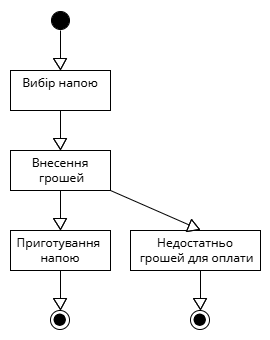 Вибір напою
Внесення
грошей
Приготування
напою
Недостатньо
грошей для оплати